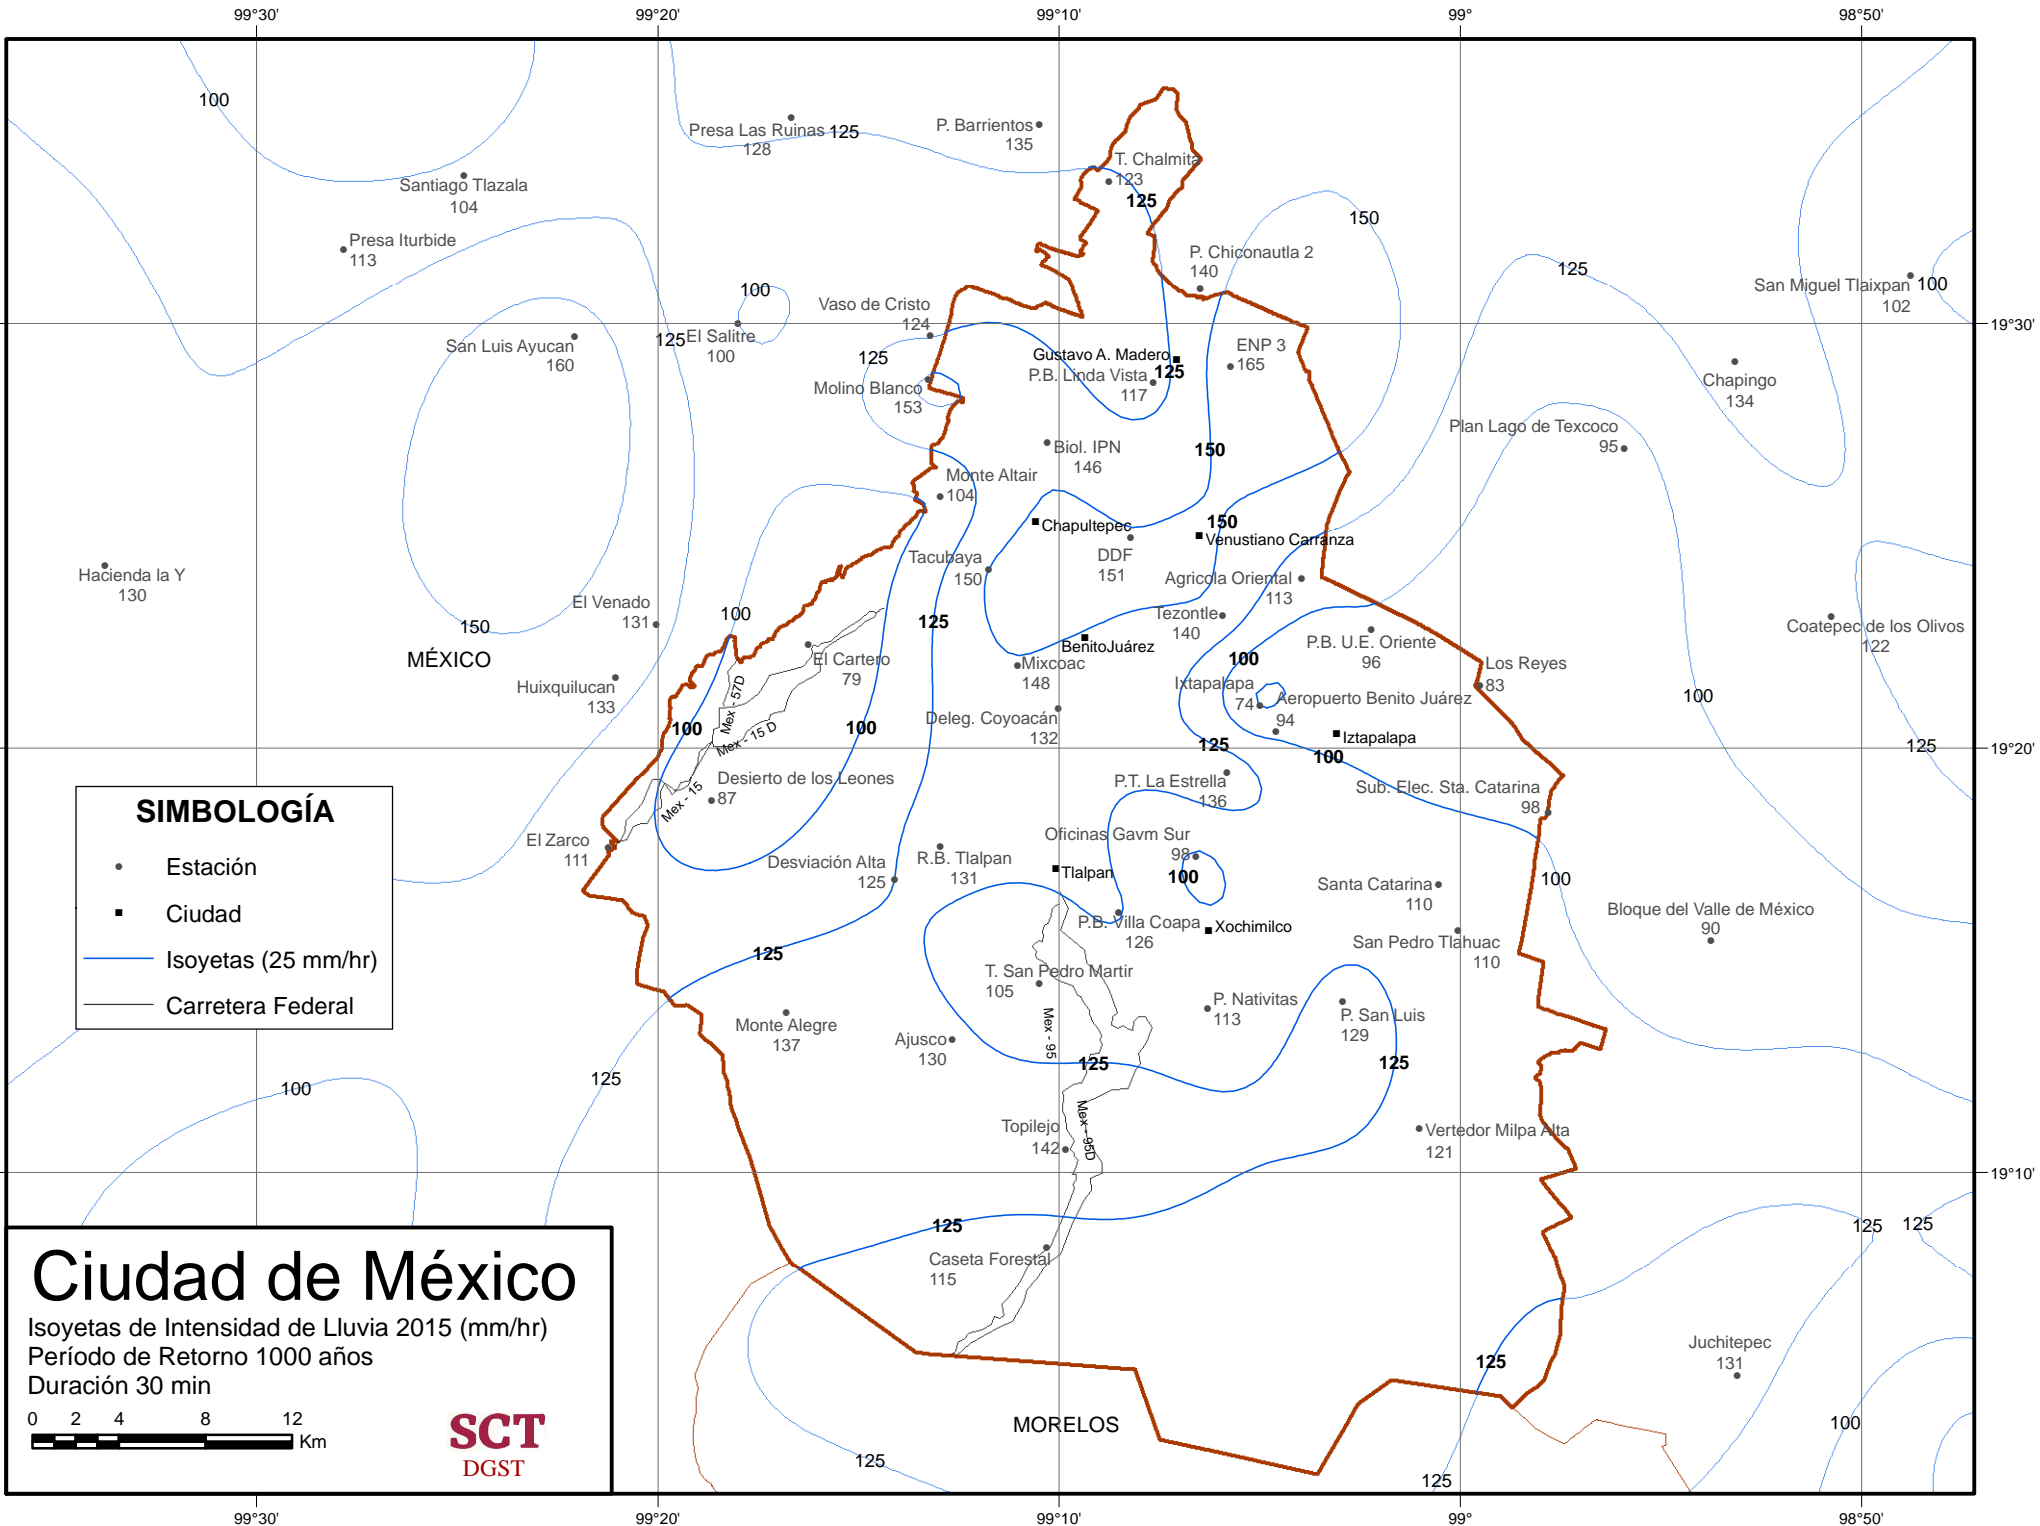 99°30'
99°20'
99°10'
99°
98°50'
100
Presa Las Ruinas
128
125
P. Barrientos
135
T. Chalmita
123
125
Santiago Tlazala
104
150
Presa Iturbide
113
P. Chiconautla 2
140
125
San Miguel Tlaixpan
102
100
100
Vaso de Cristo
124
19°30'
El Salitre
100
125
San Luis Ayucan
160
125
Gustavo A. Madero
P.B. Linda Vista
117
125
ENP 3
165
Molino Blanco
153
Chapingo
134
Plan Lago de Texcoco
95
Biol. IPN
146
150
Monte Altair
104
Chapultepec
150
Venustiano Carranza
DDF
151
Tacubaya
150
Agricola Oriental
113
Hacienda la Y
130
El Venado
131
100
125
Tezontle
140
150
MÉXICO
BenitoJuárez
P.B. U.E. Oriente
96
Coatepec de los Olivos
122
El Cartero
79
Mixcoac
148
100
Los Reyes
83
Huixquilucan
133
Mex - 57D
Ixtapalapa
74
Aeropuerto Benito Juárez
94
100
Deleg. Coyoacán
132
100
Mex - 15 D
100
125
Iztapalapa
100
125
19°20'
Desierto de los Leones
87
Mex - 15
P.T. La Estrella
136
Sub. Elec. Sta. Catarina
98
SIMBOLOGÍA
Estación
Ciudad
Isoyetas (25 mm/hr)
Carretera Federal
El Zarco
111
Desviación Alta
125
R.B. Tlalpan
131
Oficinas Gavm Sur
98
100
Tlalpan
Santa Catarina
110
100
Bloque del Valle de México
90
P.B. Villa Coapa
126
Xochimilco
San Pedro Tlahuac
110
125
T. San Pedro Martir
105
P. Nativitas
113
P. San Luis
129
Monte Alegre
137
Ajusco
130
Mex - 95
125
125
125
100
Topilejo
142
Mex - 95D
Vertedor Milpa Alta
121
19°10'
125
125
125
Caseta Forestal
115
Ciudad de México
Isoyetas de Intensidad de Lluvia 2015 (mm/hr)
Período de Retorno 1000 años
Duración 30 min
0 2 4 8 12
Km
SCT
DGST
125
Juchitepec
131
MORELOS
100
125
125
99°30'
99°20'
99°10'
99°
98°50'